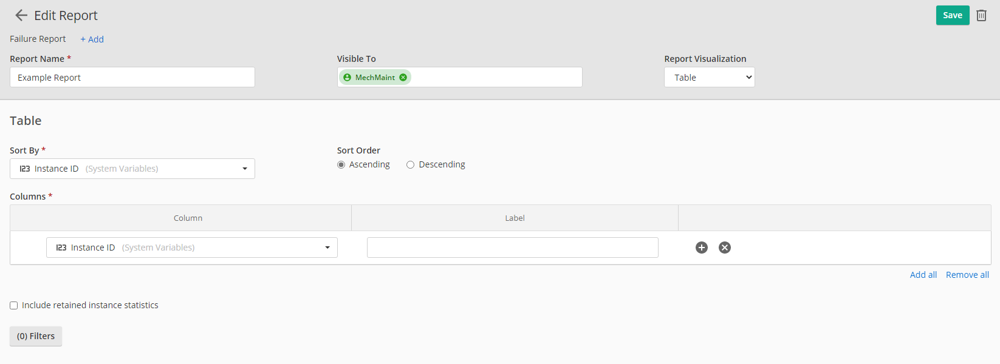 Edit Report
Save
Failure Report + Add
Report Name * Visible To Report Visualization
Example Report MechMaint Table
Table
Sort By * Sort Order
123 Instance ID (System Variables) Ascending Descending
Columns *
Column Label
123 Instance ID (System Variables)
Add all Remove all
Include retained instance statistics
(0) Filters